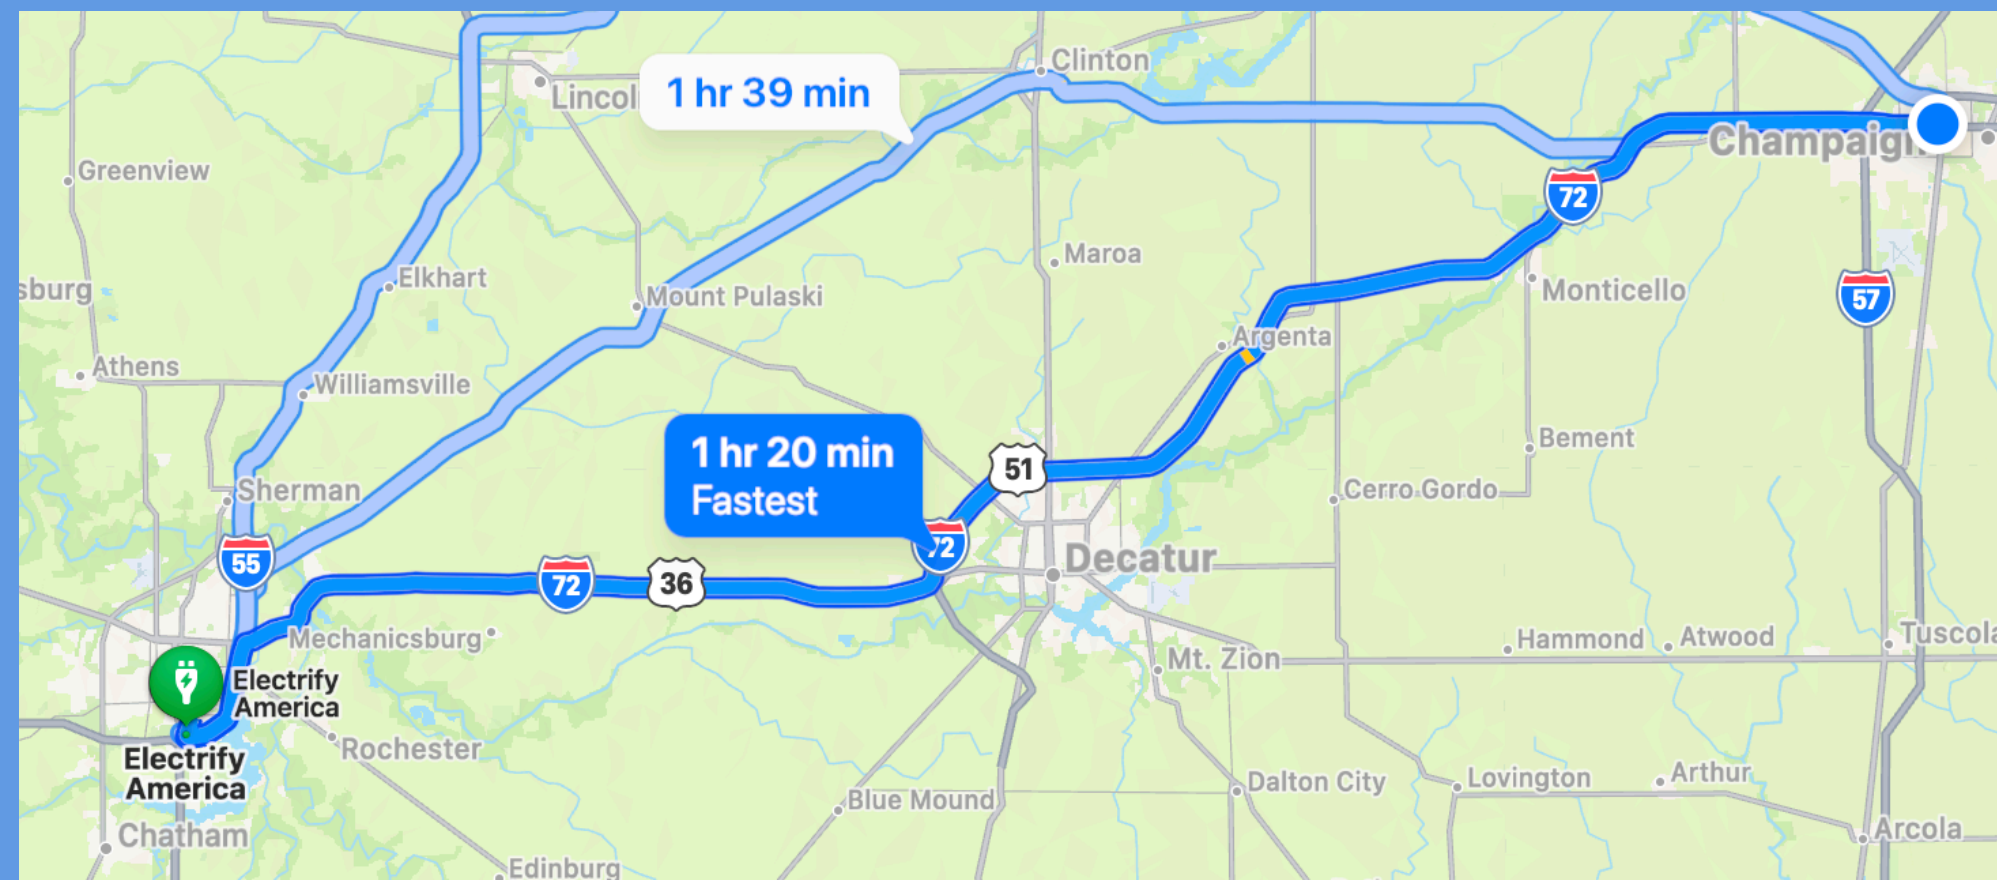 Clinton
1 hr 39 min
Lincol
Champaign
Greenview
72
Maroa
Elkhart
sburg
Mount Pulaski
Monticello
57
Argenta
Athens
Williamsville
1 hr 20 min
Fastest
Bement
51
Sherman
Cerro Gordo
72
55
Decatur
72
36
Mechanicsburg
Hammond
Atwood
Tuscola
Mt. Zion
Electrify
America
Rochester
Electrify
America
Dalton City
Lovington
Arthur
Blue Mound
Chatham
Arcola
Edinburg